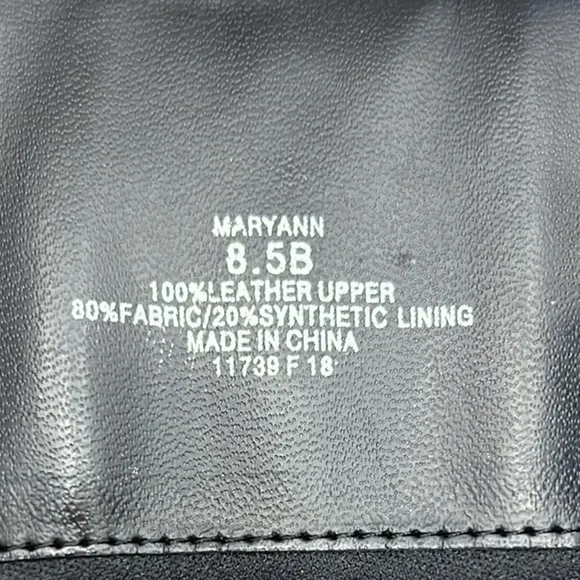 MARYANN
8.5B
100%LEATHER UPPER
80%FABRIC/20%SYNTHETIC LINING
MADE IN CHINA
11739 F 18